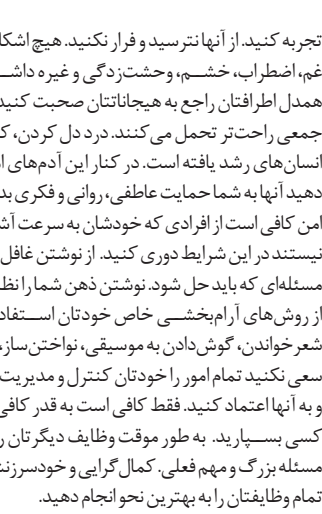 تجربه کنید. از آنها نترسید و فرار نکنید. هیچ اشکا
غم، اضطراب، خشم، وحشت‌زدگی و غیره داشـ
همدل اطرافتان راجع به هیجاناتتان صحبت کنید
جمعی راحت‌تر تحمل می‌کنند. درد دل کردن، ک
انسان‌های رشد یافته است. در کنار این آدم‌های ا
دهید آنها به شما حمایت عاطفی، روانی و فکری بد
امن کافی است از افرادی که خودشان به سرعت آش
نیستند در این شرایط دوری کنید. از نوشتن غافل
مسئله‌ای که باید حل شود. نوشتن ذهن شما را نظ
از روش‌های آرام‌بخشی خاص خودتان استفاد
شعر خواندن، گوش‌دادن به موسیقی، نواختن ساز،
سعی نکنید تمام امور را خودتان کنترل و مدیریت
و به آنها اعتماد کنید. فقط کافی است به قدر کافی
کسی بسپارید. به طور موقت وظایف دیگرتان ر
مسئله بزرگ و مهم فعلی. کمال‌گرایی و خودسرزنش
تمام وظایفتان را به بهترین نحو انجام دهید.